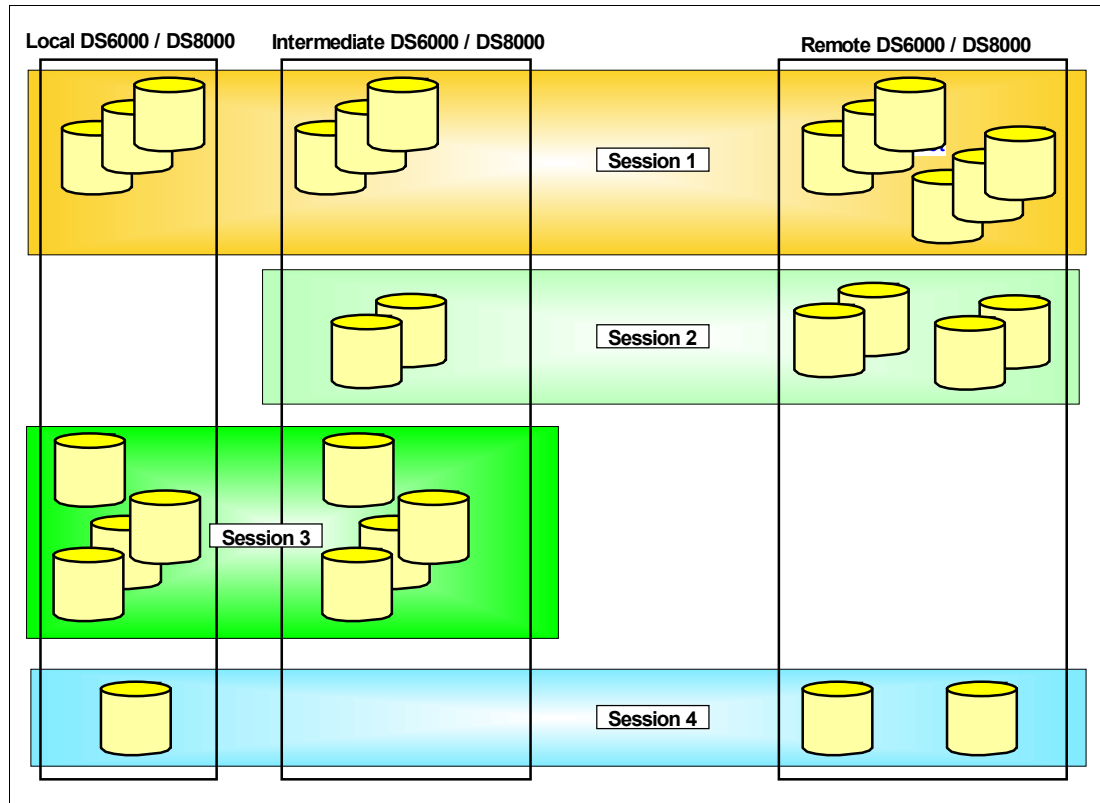 Local DS6000 / DS8000
Intermediate DS6000 / DS8000
Remote DS6000 / DS8000
Session 1
Session 2
Session 3
Session 4